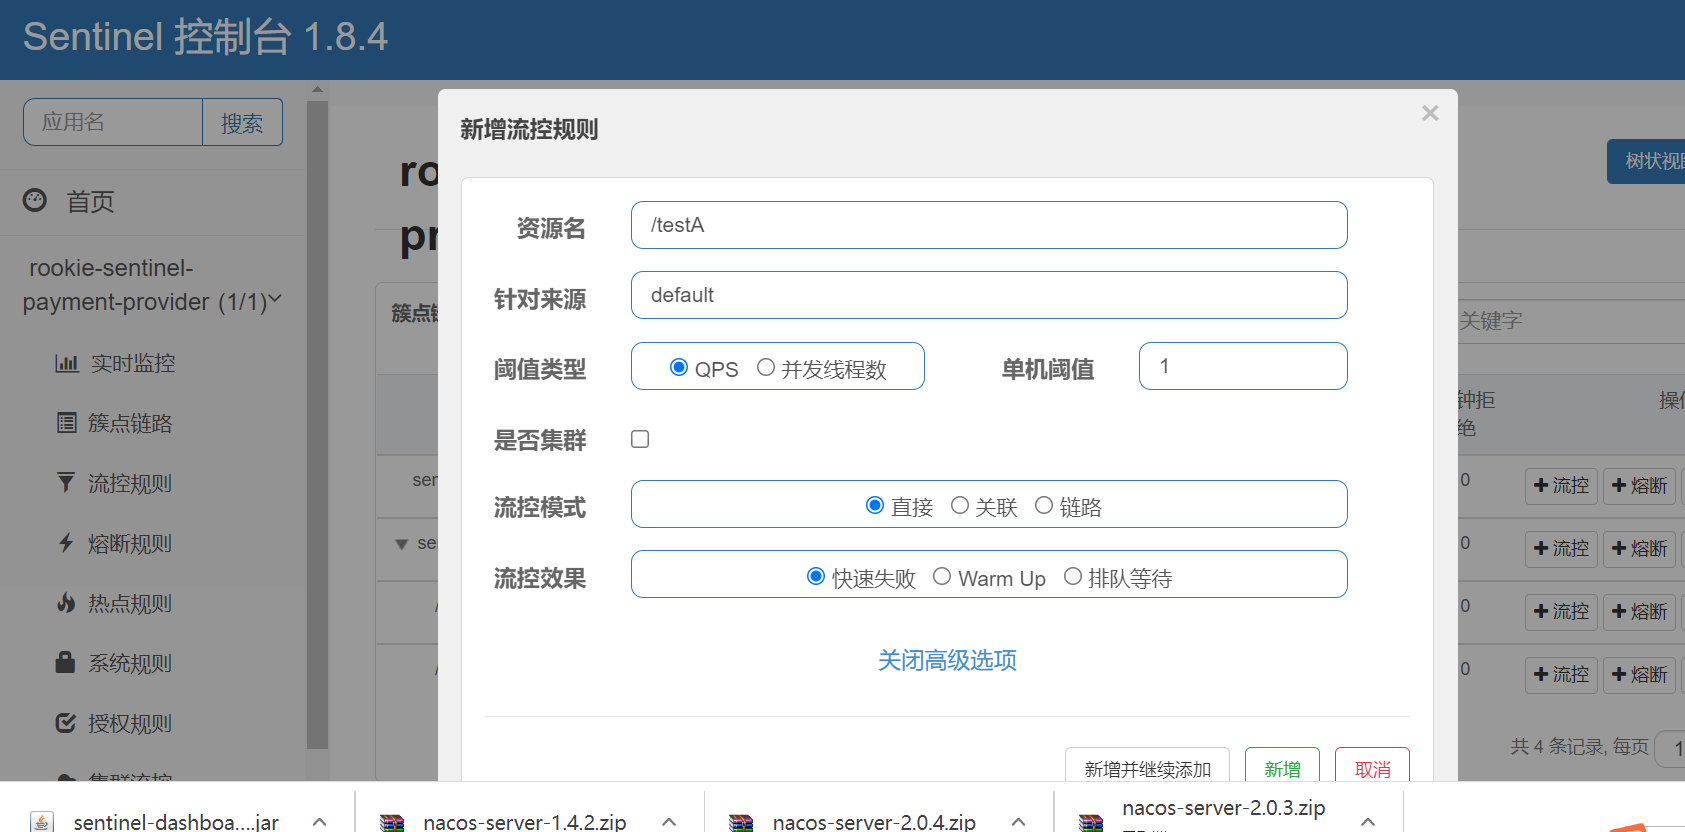 Sentinel 控制台 1.8.4
应用名 搜索
首页
rookie-sentinel-
payment-provider (1/1)
实时监控
簇点链路
流控规则
熔断规则
热点规则
系统规则
授权规则
集群流控
ro
pr
簇点链
ser
se
/
/
新增流控规则
×
资源名 /testA
针对来源 default
阈值类型 QPS 并发线程数 单机阈值 1
是否集群
流控模式 直接 关联 链路
流控效果 快速失败 Warm Up 排队等待
关闭高级选项
新增并继续添加 新增 取消
树状视图
关键字
钟拒
绝
操作
0 流控 熔断
0 流控 熔断
0 流控 熔断
0 流控 熔断
共 4 条记录, 每页 1
sentinel-dashboa....jar
nacos-server-1.4.2.zip
nacos-server-2.0.4.zip
nacos-server-2.0.3.zip